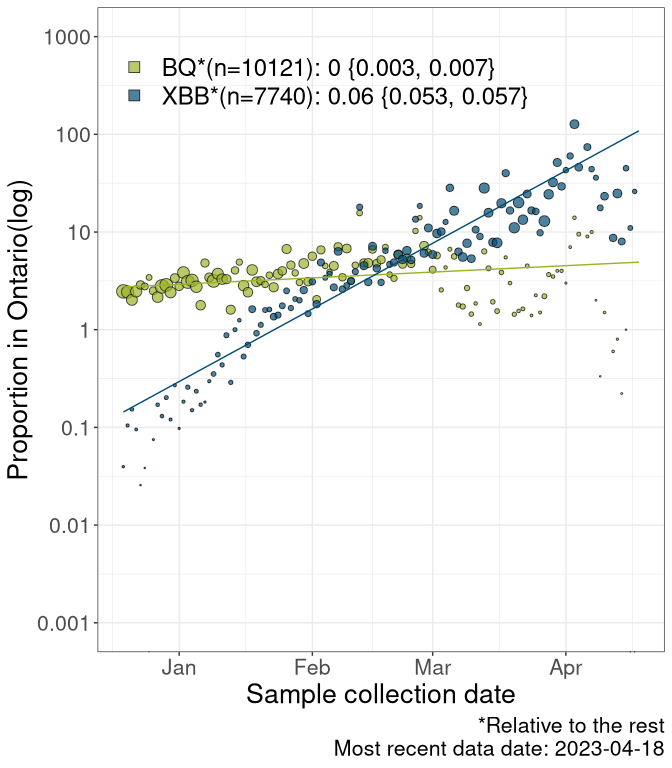 1000
100
10
1
0.1
0.01
0.001
Proportion in Ontario(log)
BQ*(n=10121): 0 {0.003, 0.007}
XBB*(n=7740): 0.06 {0.053, 0.057}
Jan Feb Mar Apr
Sample collection date
*Relative to the rest
Most recent data date: 2023-04-18